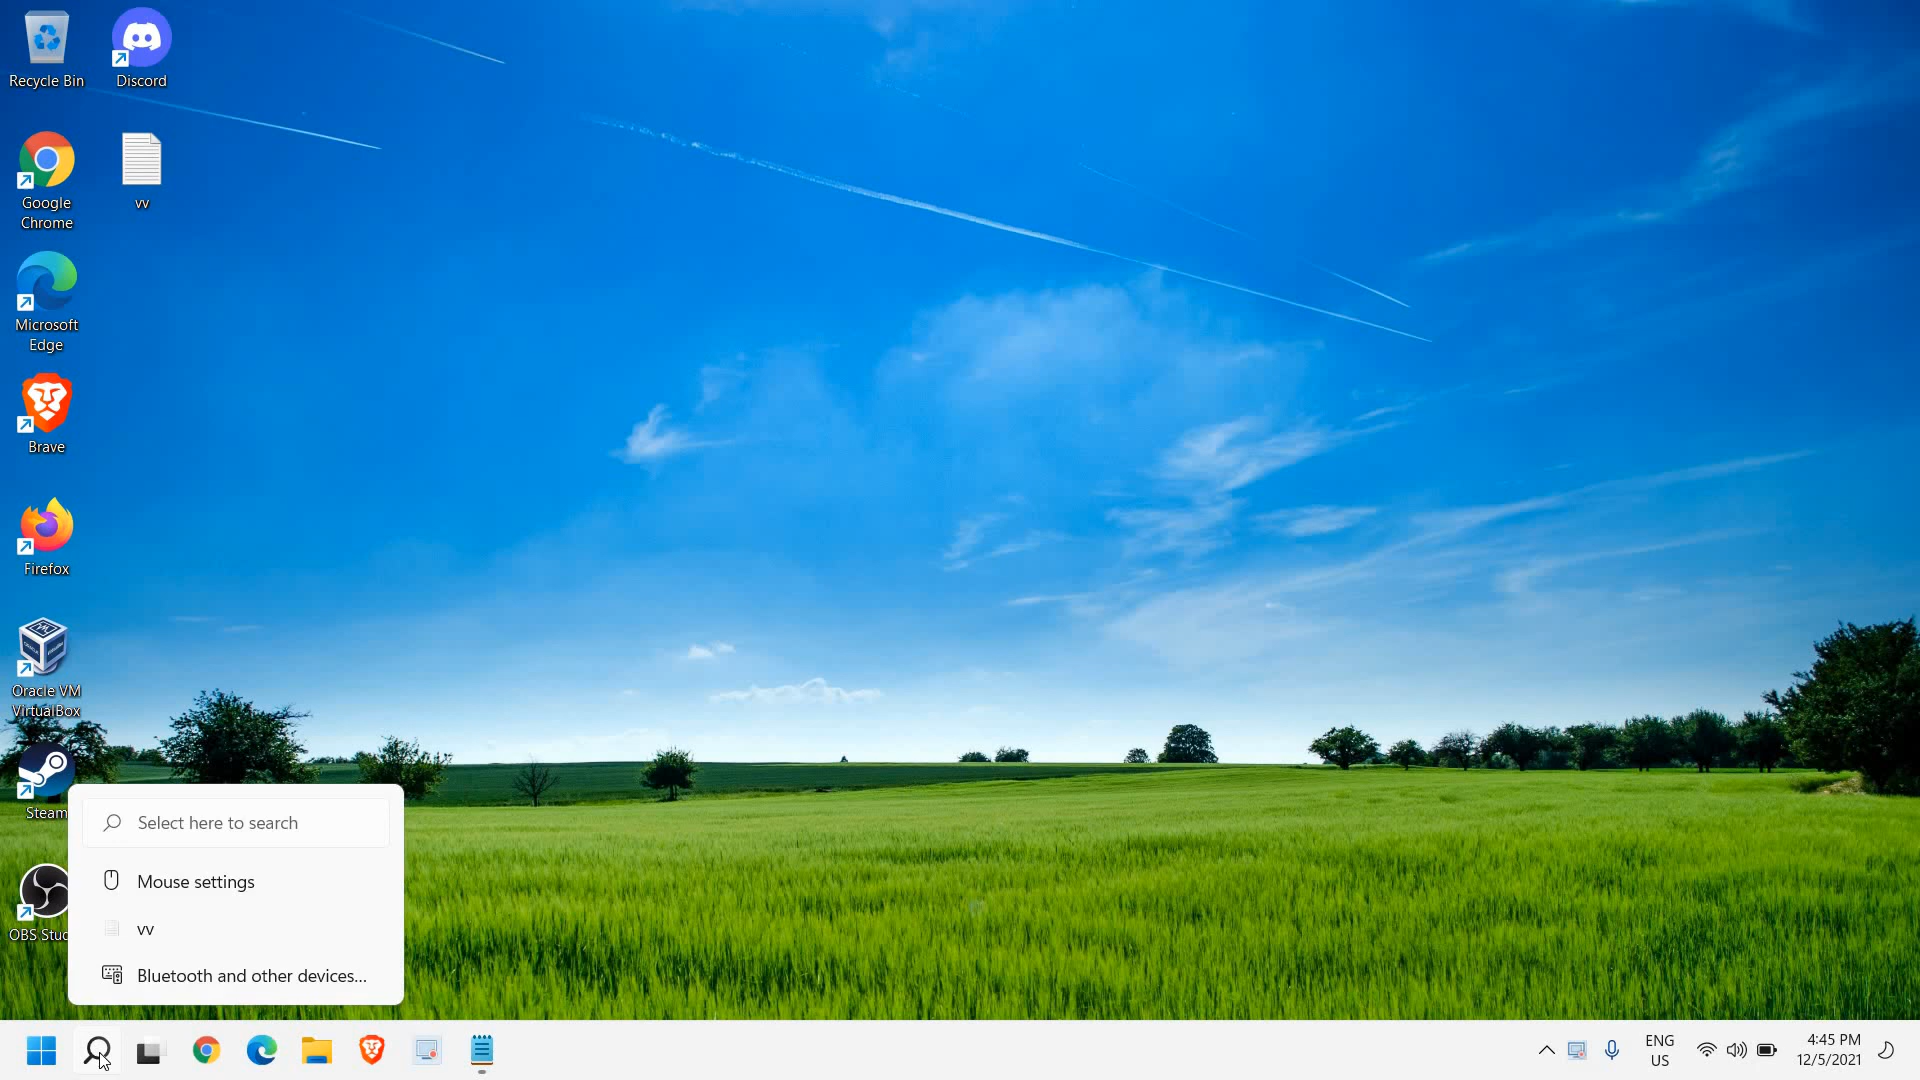 Recycle Bin
Discord
Google
Chrome
vv
Microsoft
Edge
Brave
Firefox
Oracle VM
VirtualBox
Steam
OBS Stud
Select here to search
Mouse settings
vv
Bluetooth and other devices...
ENG
US
4:45 PM
12/5/2021